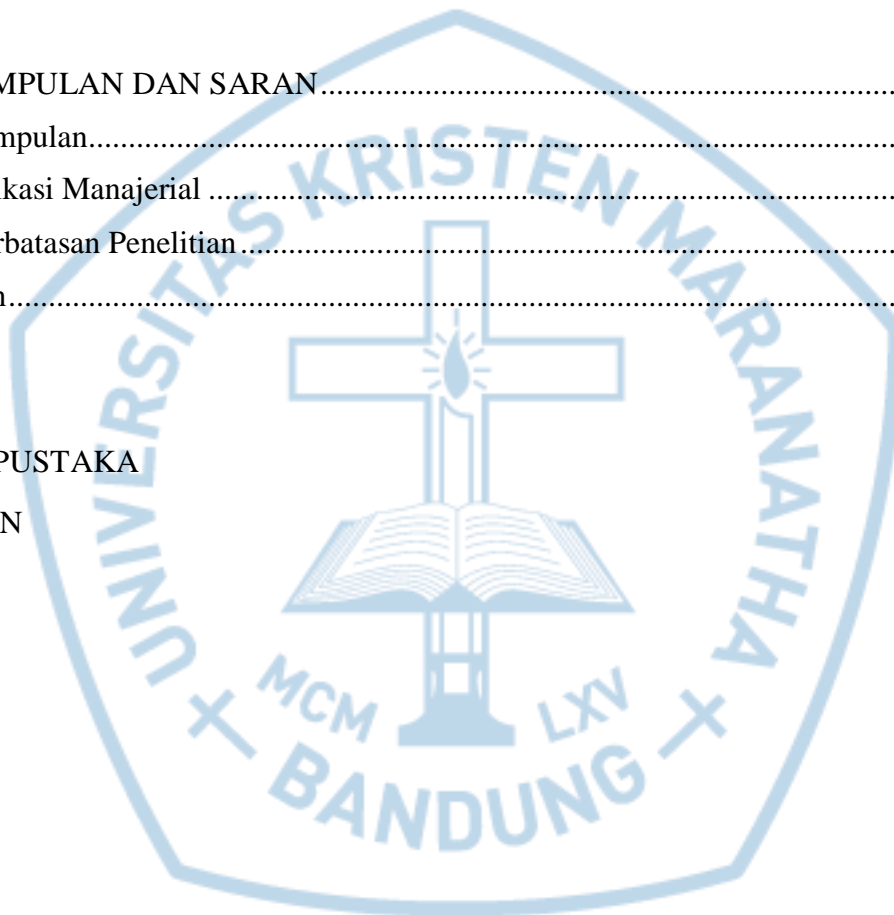 MPULAN DAN SARAN........................................................................
mpulan.....................................................................................................
kasi Manajerial ......................................................................................
rbatasan Penelitian..................................................................................
n...............................................................................................................
PUSTAKA
N
UNIVERSITAS KRISTEN MARANATHA
MCM LXV
BANDUNG